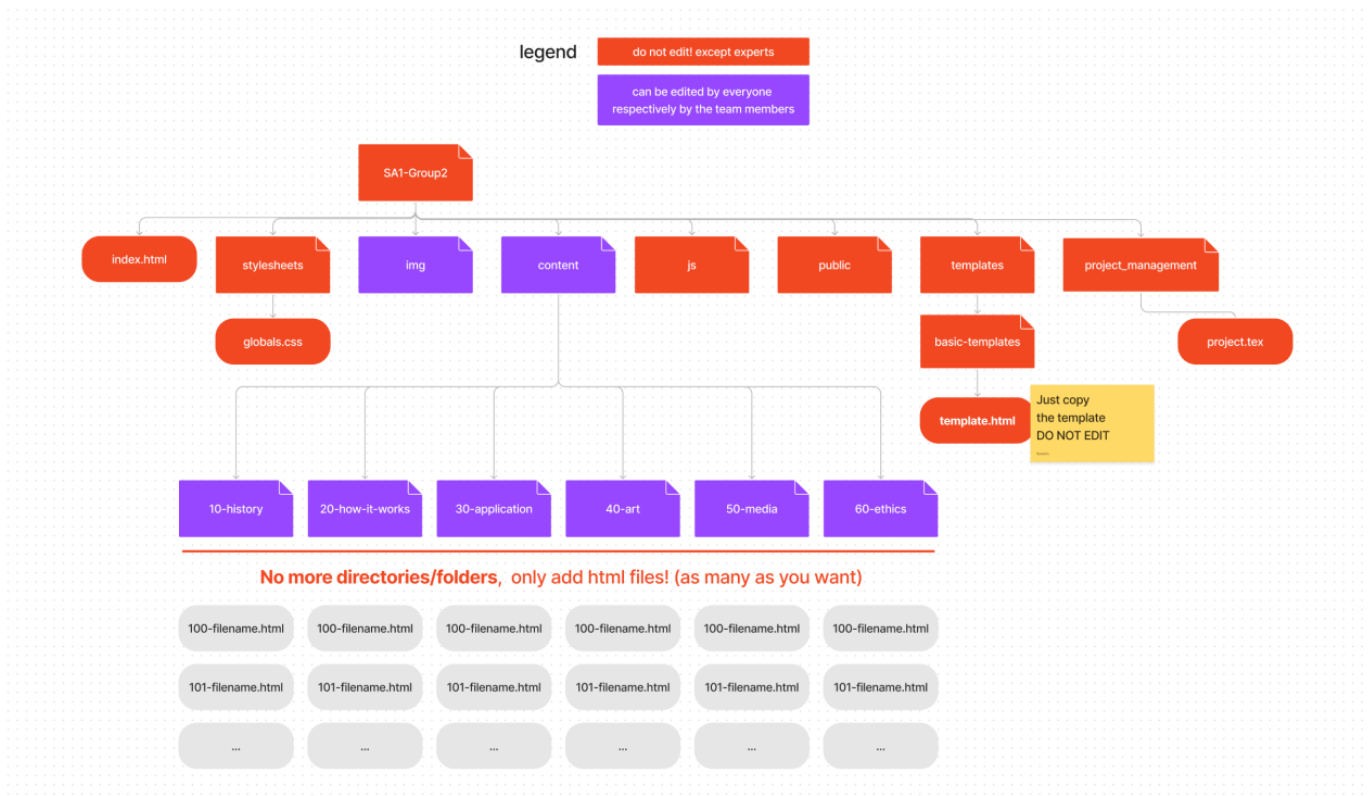 legend
do not edit! except experts
can be edited by everyone
respectively by the team members
SA1-Group2
index.html
stylesheets
img
content
js
public
templates
project_management
globals.css
basic-templates
project.tex
template.html
Just copy
the template
DO NOT EDIT
10-history
20-how-it-works
30-application
40-art
50-media
60-ethics
No more directories/folders, only add html files! (as many as you want)
100-filename.html
100-filename.html
100-filename.html
100-filename.html
100-filename.html
100-filename.html
101-filename.html
101-filename.html
101-filename.html
101-filename.html
101-filename.html
101-filename.html
...
...
...
...
...
...